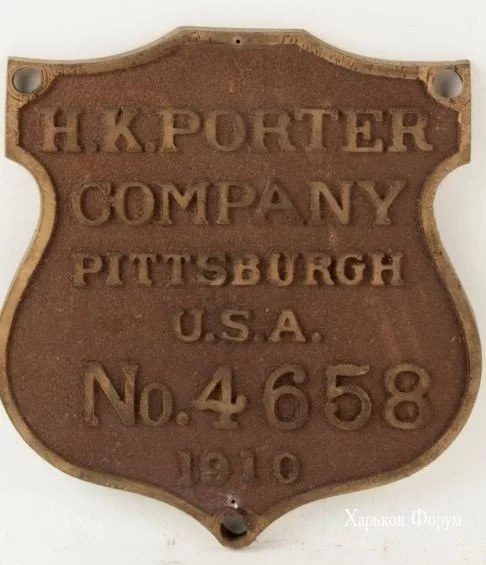 H.K.PORTER
COMPANY
PITTSBURGH
U.S.A.
No.4658
1910
Харьков Форум